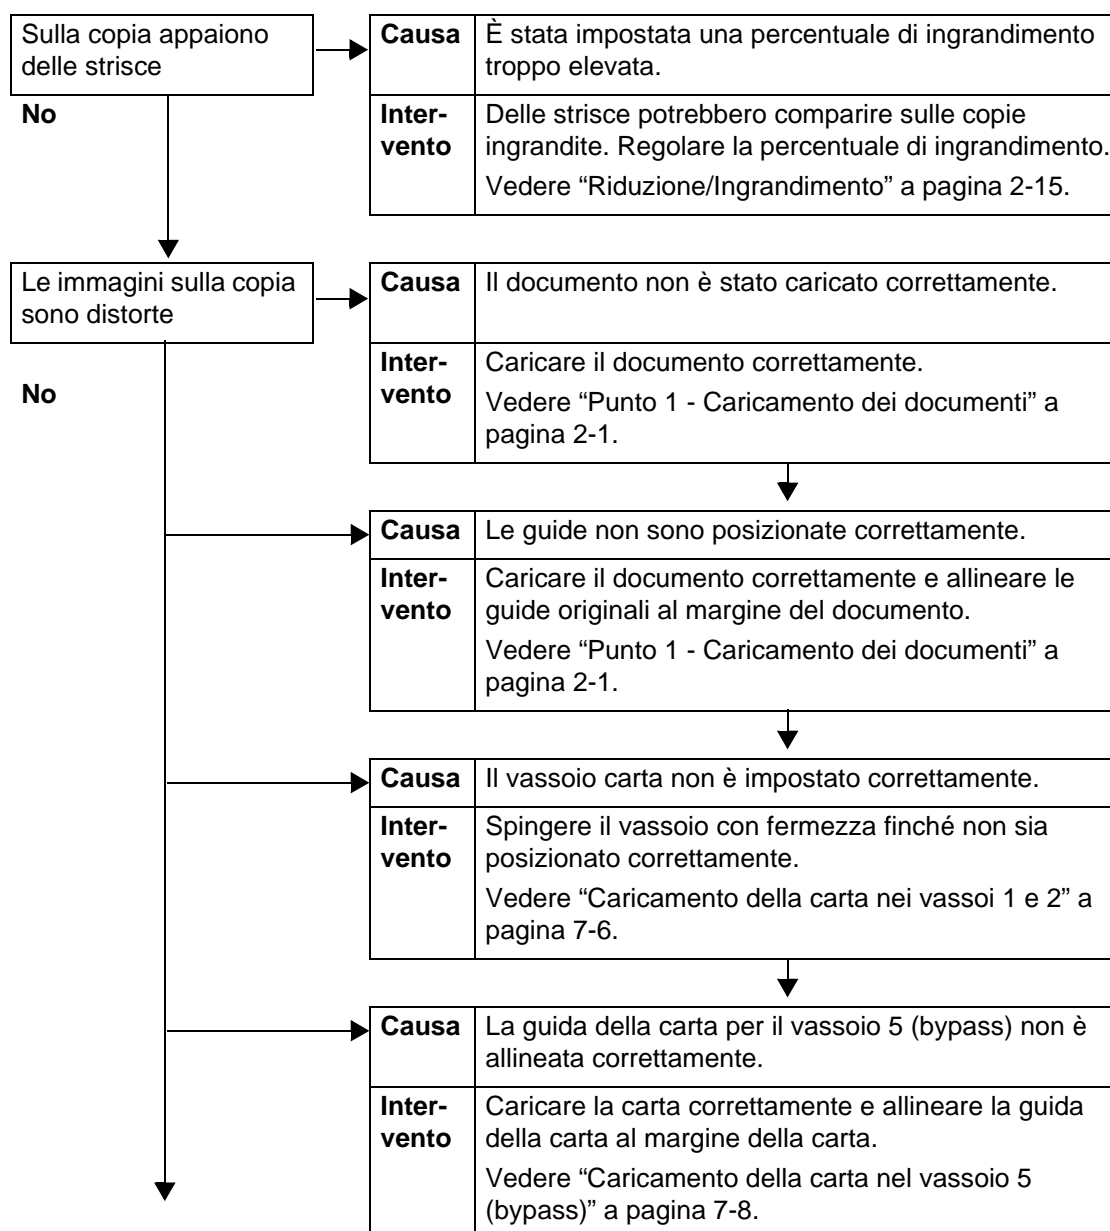 Sulla copia appaiono
delle strisce
Causa
È stata impostata una percentuale di ingrandimento
troppo elevata.
No
Inter-
vento
Delle strisce potrebbero comparire sulle copie
ingrandite. Regolare la percentuale di ingrandimento.
Vedere “Riduzione/Ingrandimento” a pagina 2-15.
Le immagini sulla copia
sono distorte
Causa
Il documento non è stato caricato correttamente.
No
Inter-
vento
Caricare il documento correttamente.
Vedere “Punto 1 - Caricamento dei documenti” a
pagina 2-1.
Causa
Le guide non sono posizionate correttamente.
Inter-
vento
Caricare il documento correttamente e allineare le
guide originali al margine del documento.
Vedere “Punto 1 - Caricamento dei documenti” a
pagina 2-1.
Causa
Il vassoio carta non è impostato correttamente.
Inter-
vento
Spingere il vassoio con fermezza finché non sia
posizionato correttamente.
Vedere “Caricamento della carta nei vassoi 1 e 2” a
pagina 7-6.
Causa
La guida della carta per il vassoio 5 (bypass) non è
allineata correttamente.
Inter-
vento
Caricare la carta correttamente e allineare la guida
della carta al margine della carta.
Vedere “Caricamento della carta nel vassoio 5
(bypass)” a pagina 7-8.